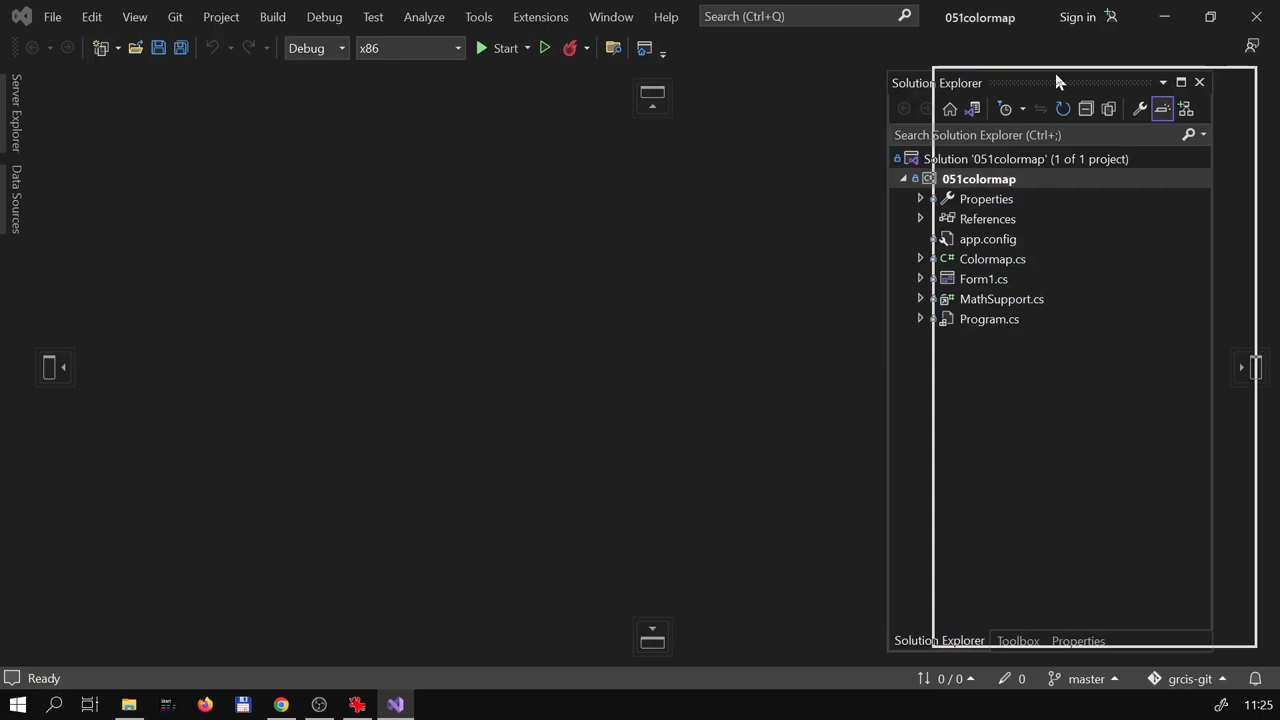 File Edit View Git Project Build Debug Test Analyze Tools Extensions Window Help Search (Ctrl+Q) 051colormap Sign in
Debug x86 Start
Server Explorer
Data Sources
Solution Explorer
Search Solution Explorer (Ctrl+;)
Solution '051colormap' (1 of 1 project)
051colormap
Properties
References
app.config
Colormap.cs
Form1.cs
MathSupport.cs
Program.cs
Solution Explorer Toolbox Properties
Ready 0 / 0 0 master grcis-git
11:25